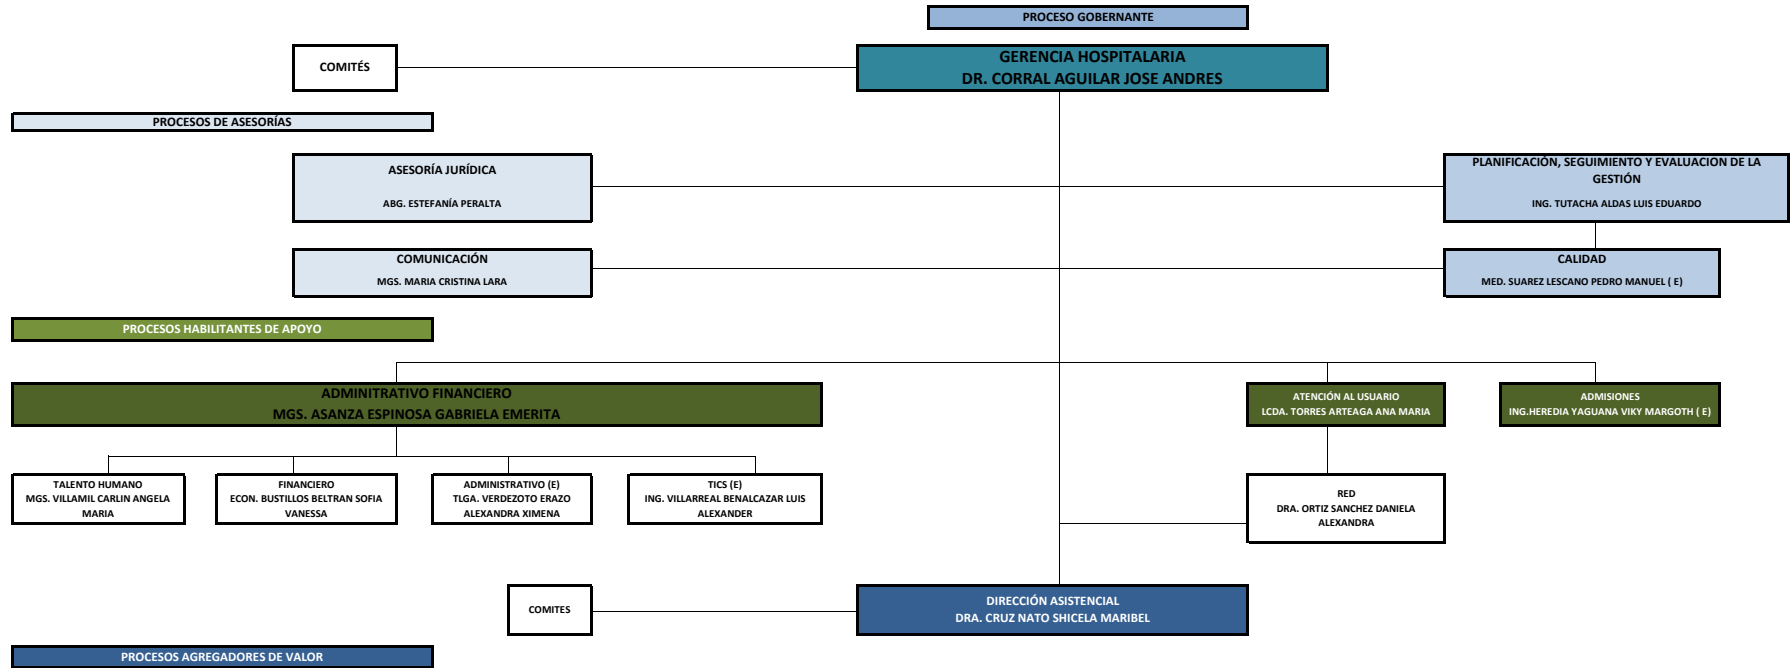 PROCESO GOBERNANTE
COMITÉS
GERENCIA HOSPITALARIA
DR. CORRAL AGUILAR JOSE ANDRES
PROCESOS DE ASESORÍAS
ASESORÍA JURÍDICA
ABG. ESTEFANÍA PERALTA
PLANIFICACIÓN, SEGUIMIENTO Y EVALUACION DE LA
GESTIÓN
ING. TUTACHA ALDAS LUIS EDUARDO
COMUNICACIÓN
MGS. MARIA CRISTINA LARA
CALIDAD
MED. SUAREZ LESCANO PEDRO MANUEL ( E)
PROCESOS HABILITANTES DE APOYO
ADMINITRATIVO FINANCIERO
MGS. ASANZA ESPINOSA GABRIELA EMERITA
ATENCIÓN AL USUARIO
LCDA. TORRES ARTEAGA ANA MARIA
ADMISIONES
ING.HEREDIA YAGUANA VIKY MARGOTH ( E)
TALENTO HUMANO
MGS. VILLAMIL CARLIN ANGELA
MARIA
FINANCIERO
ECON. BUSTILLOS BELTRAN SOFIA
VANESSA
ADMINISTRATIVO (E)
TLGA. VERDEZOTO ERAZO
ALEXANDRA XIMENA
TICS (E)
ING. VILLARREAL BENALCAZAR LUIS
ALEXANDER
RED
DRA. ORTIZ SANCHEZ DANIELA
ALEXANDRA
COMITES
DIRECCIÓN ASISTENCIAL
DRA. CRUZ NATO SHICELA MARIBEL
PROCESOS AGREGADORES DE VALOR